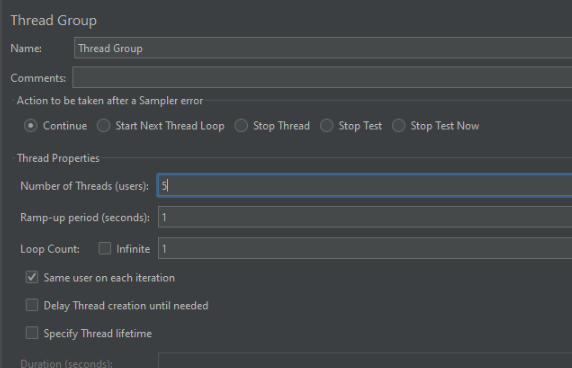 Thread Group
Name: Thread Group
Comments:
Action to be taken after a Sampler error
Continue Start Next Thread Loop Stop Thread Stop Test Stop Test Now
Thread Properties
Number of Threads (users): 5
Ramp-up period (seconds): 1
Loop Count: Infinite 1
Same user on each iteration
Delay Thread creation until needed
Specify Thread lifetime
Duration (seconds):